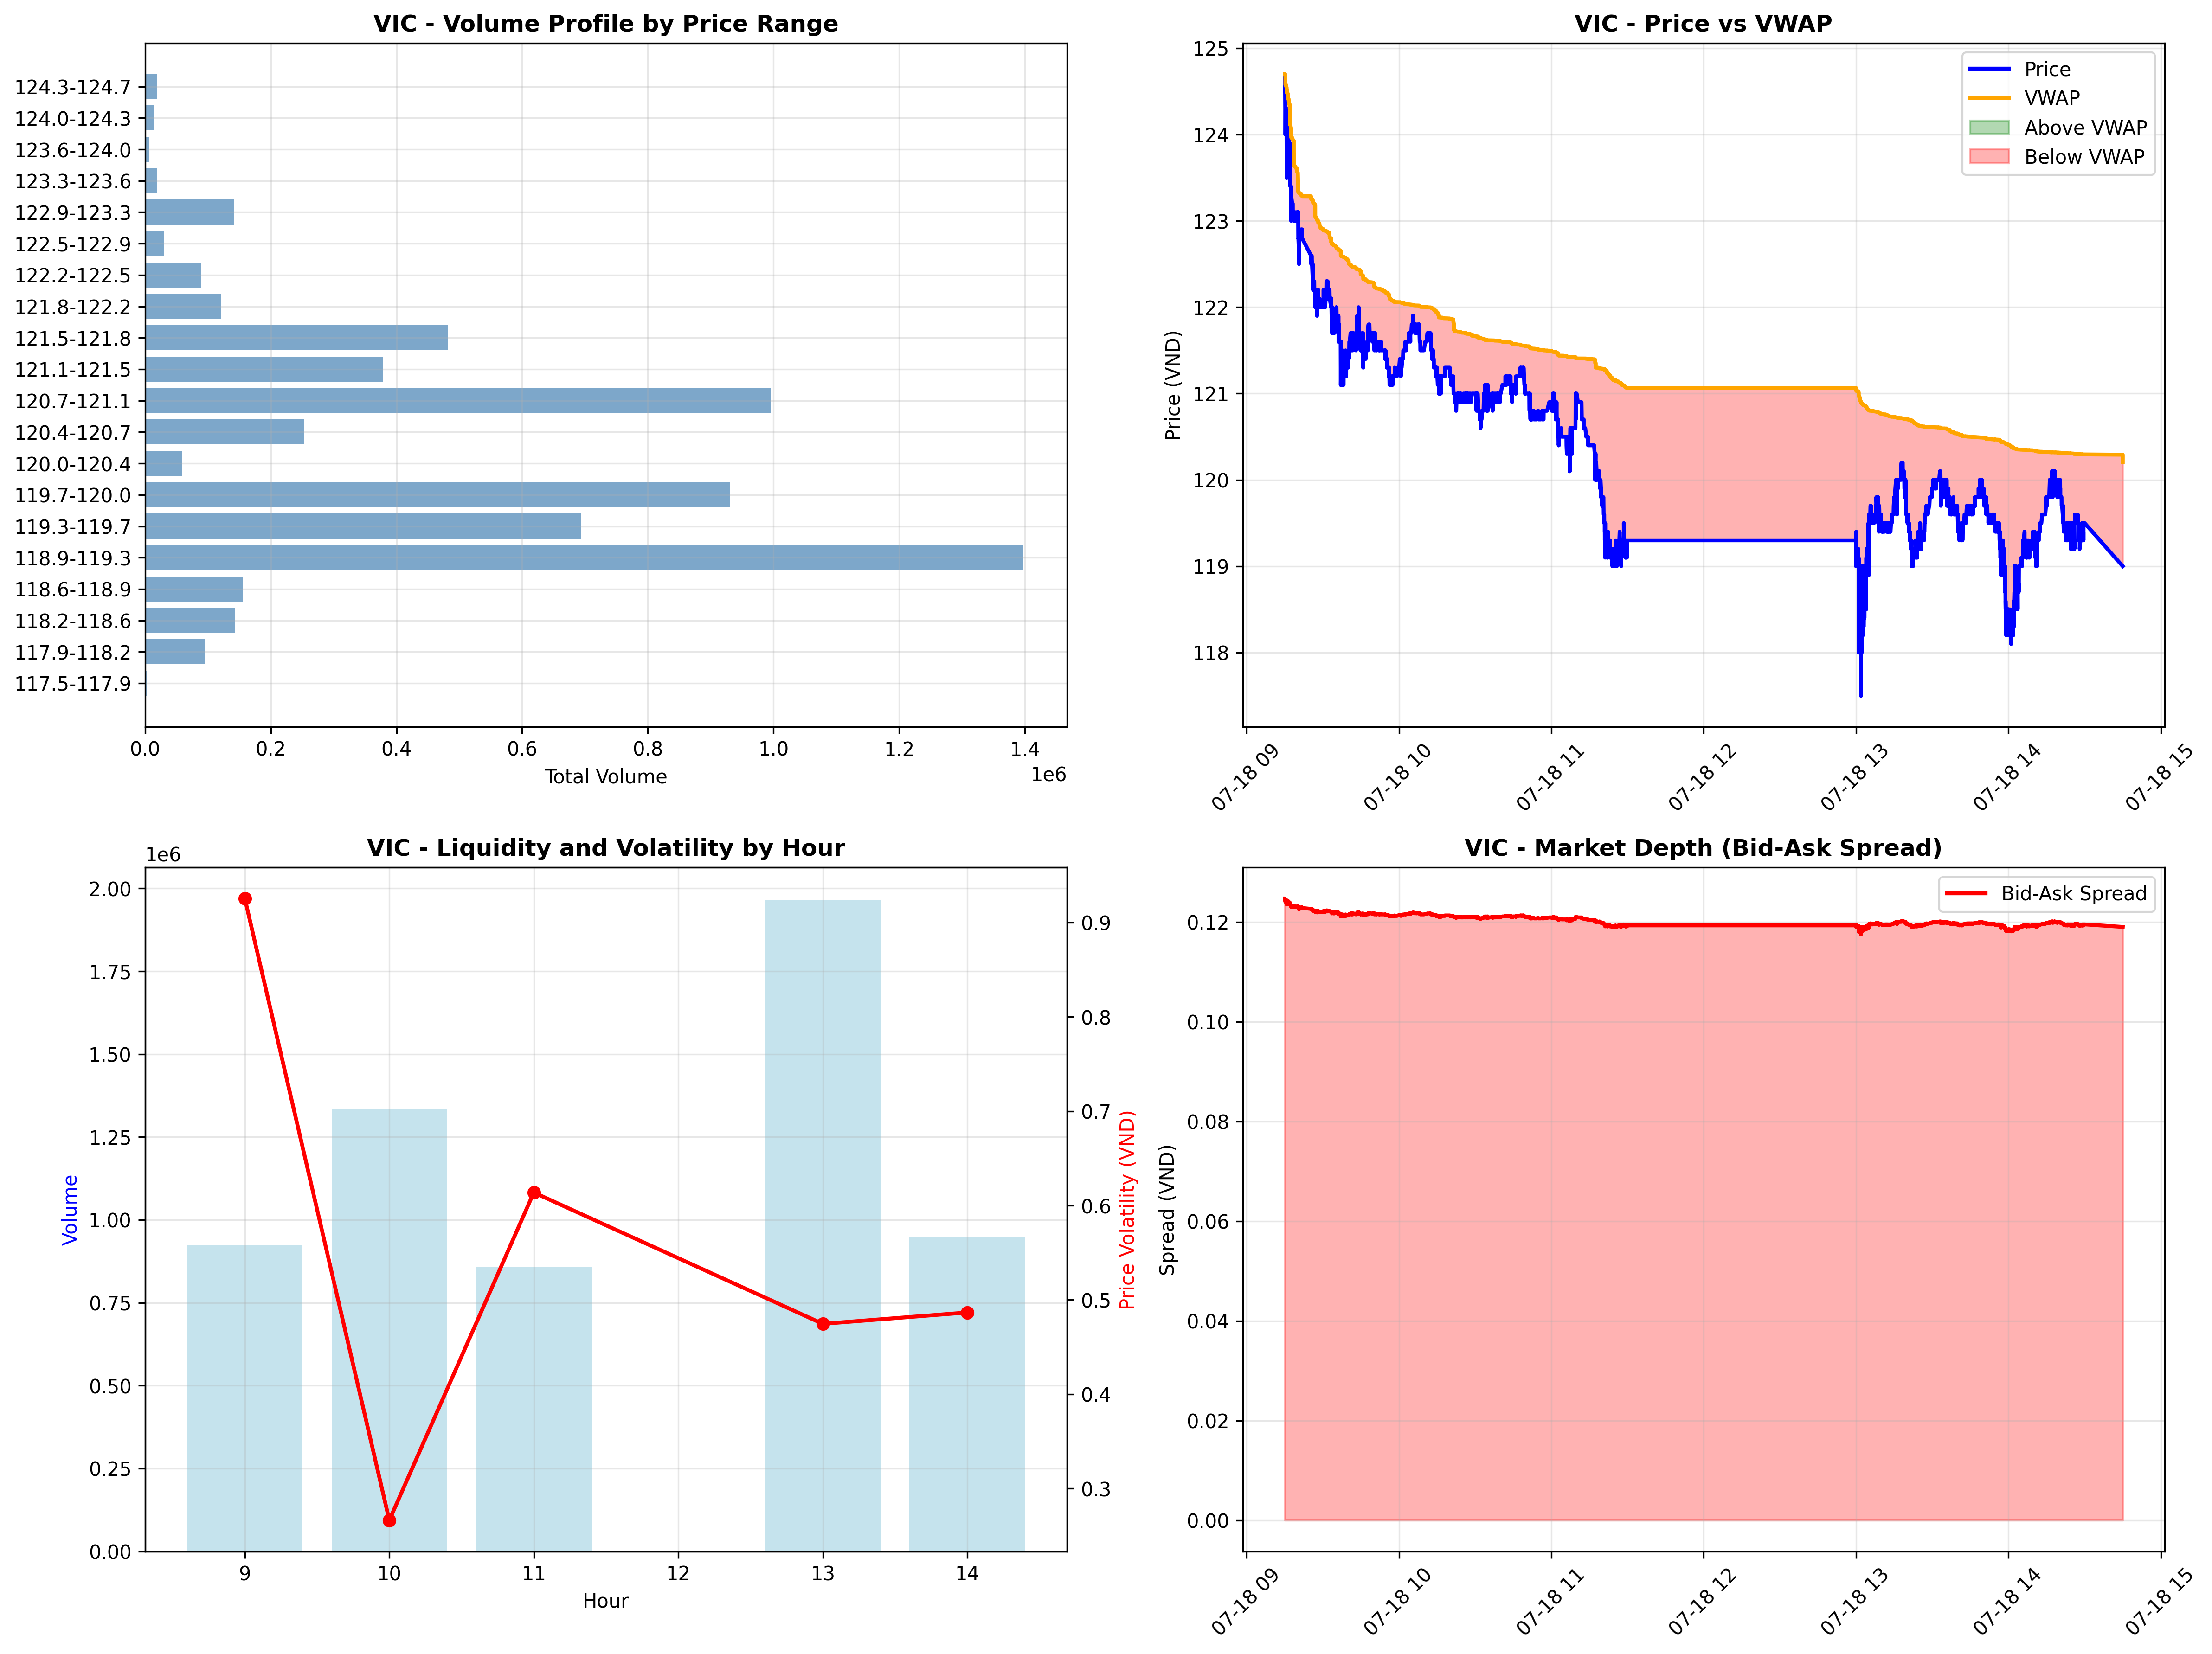 VIC - Volume Profile by Price Range
124.3-124.7
124.0-124.3
123.6-124.0
123.3-123.6
122.9-123.3
122.5-122.9
122.2-122.5
121.8-122.2
121.5-121.8
121.1-121.5
120.7-121.1
120.4-120.7
120.0-120.4
119.7-120.0
119.3-119.7
118.9-119.3
118.6-118.9
118.2-118.6
117.9-118.2
117.5-117.9
0.0 0.2 0.4 0.6 0.8 1.0 1.2 1.4
1e6
Total Volume
VIC - Price vs VWAP
Price (VND)
125
124
123
122
121
120
119
118
Price
VWAP
Above VWAP
Below VWAP
07-18 09 07-18 10 07-18 11 07-18 12 07-18 13 07-18 14 07-18 15
VIC - Liquidity and Volatility by Hour
1e6
Volume
2.00
1.75
1.50
1.25
1.00
0.75
0.50
0.25
0.00
9 10 11 12 13 14
Hour
0.9
0.8
0.7
0.6
0.5
0.4
0.3
Price Volatility (VND)
VIC - Market Depth (Bid-Ask Spread)
Spread (VND)
0.12
0.10
0.08
0.06
0.04
0.02
0.00
Bid-Ask Spread
07-18 09 07-18 10 07-18 11 07-18 12 07-18 13 07-18 14 07-18 15